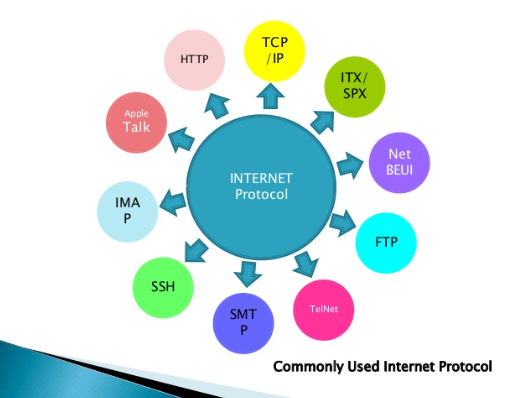 TCP
/IP
HTTP
ITX/
SPX
Apple
Talk
Net
BEUI
INTERNET
Protocol
IMA
P
FTP
SSH
SMT
P
TelNet
Commonly Used Internet Protocol